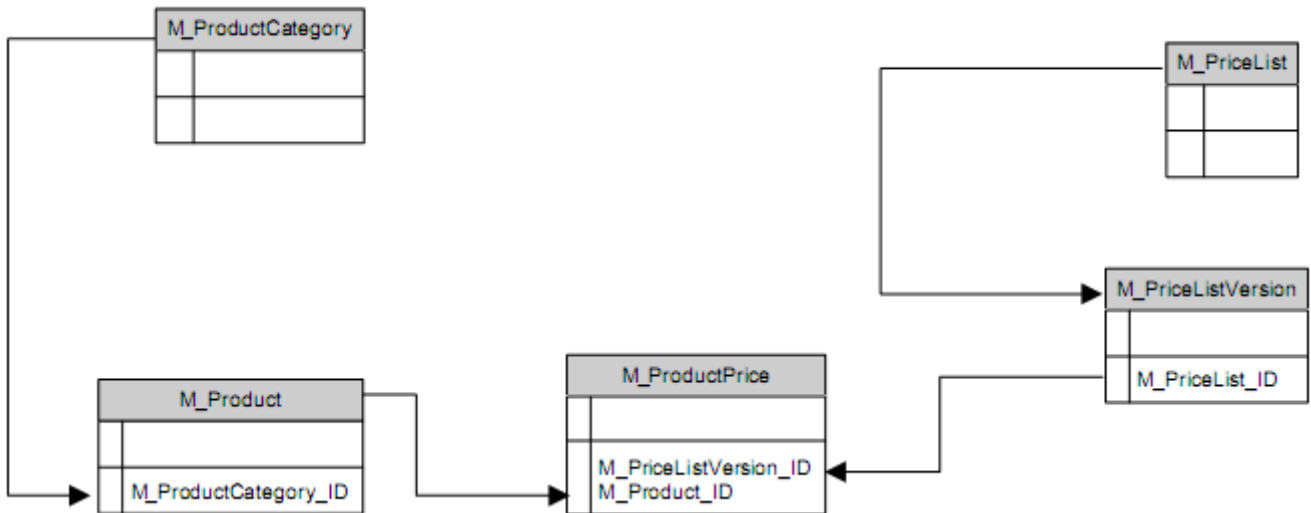 M_ProductCategory
M_PriceList
M_PriceListVersion
M_PriceList_ID
M_ProductPrice
M_PriceListVersion_ID
M_Product_ID
M_Product
M_ProductCategory_ID